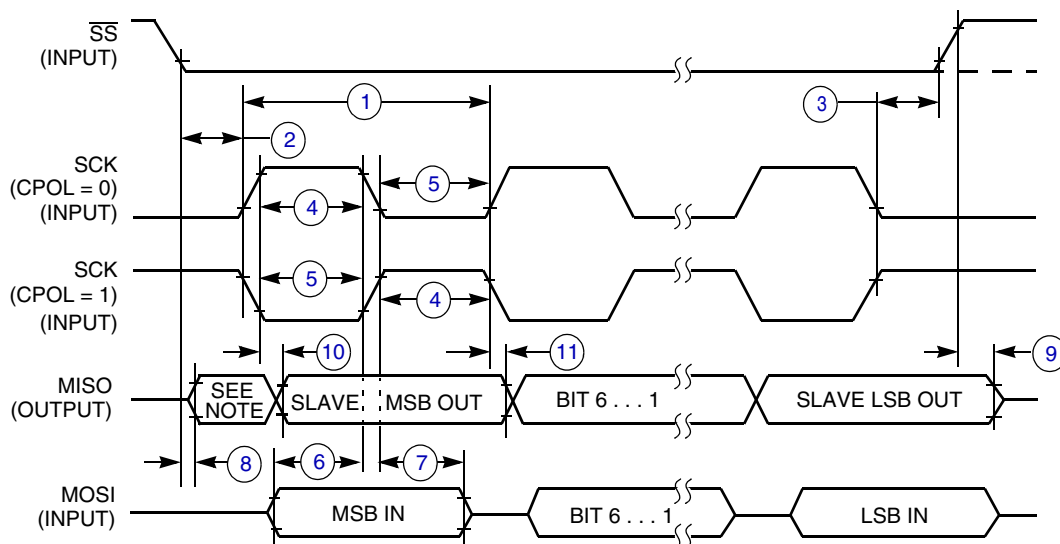 SS
(INPUT)
1
3
2
SCK
(CPOL = 0)
(INPUT)
5
4
SCK
(CPOL = 1)
(INPUT)
5
4
10
11
9
MISO
(OUTPUT)
SEE
NOTE
SLAVE
MSB OUT
BIT 6 . . . 1
SLAVE LSB OUT
8
6
7
MOSI
(INPUT)
MSB IN
BIT 6 . . . 1
LSB IN